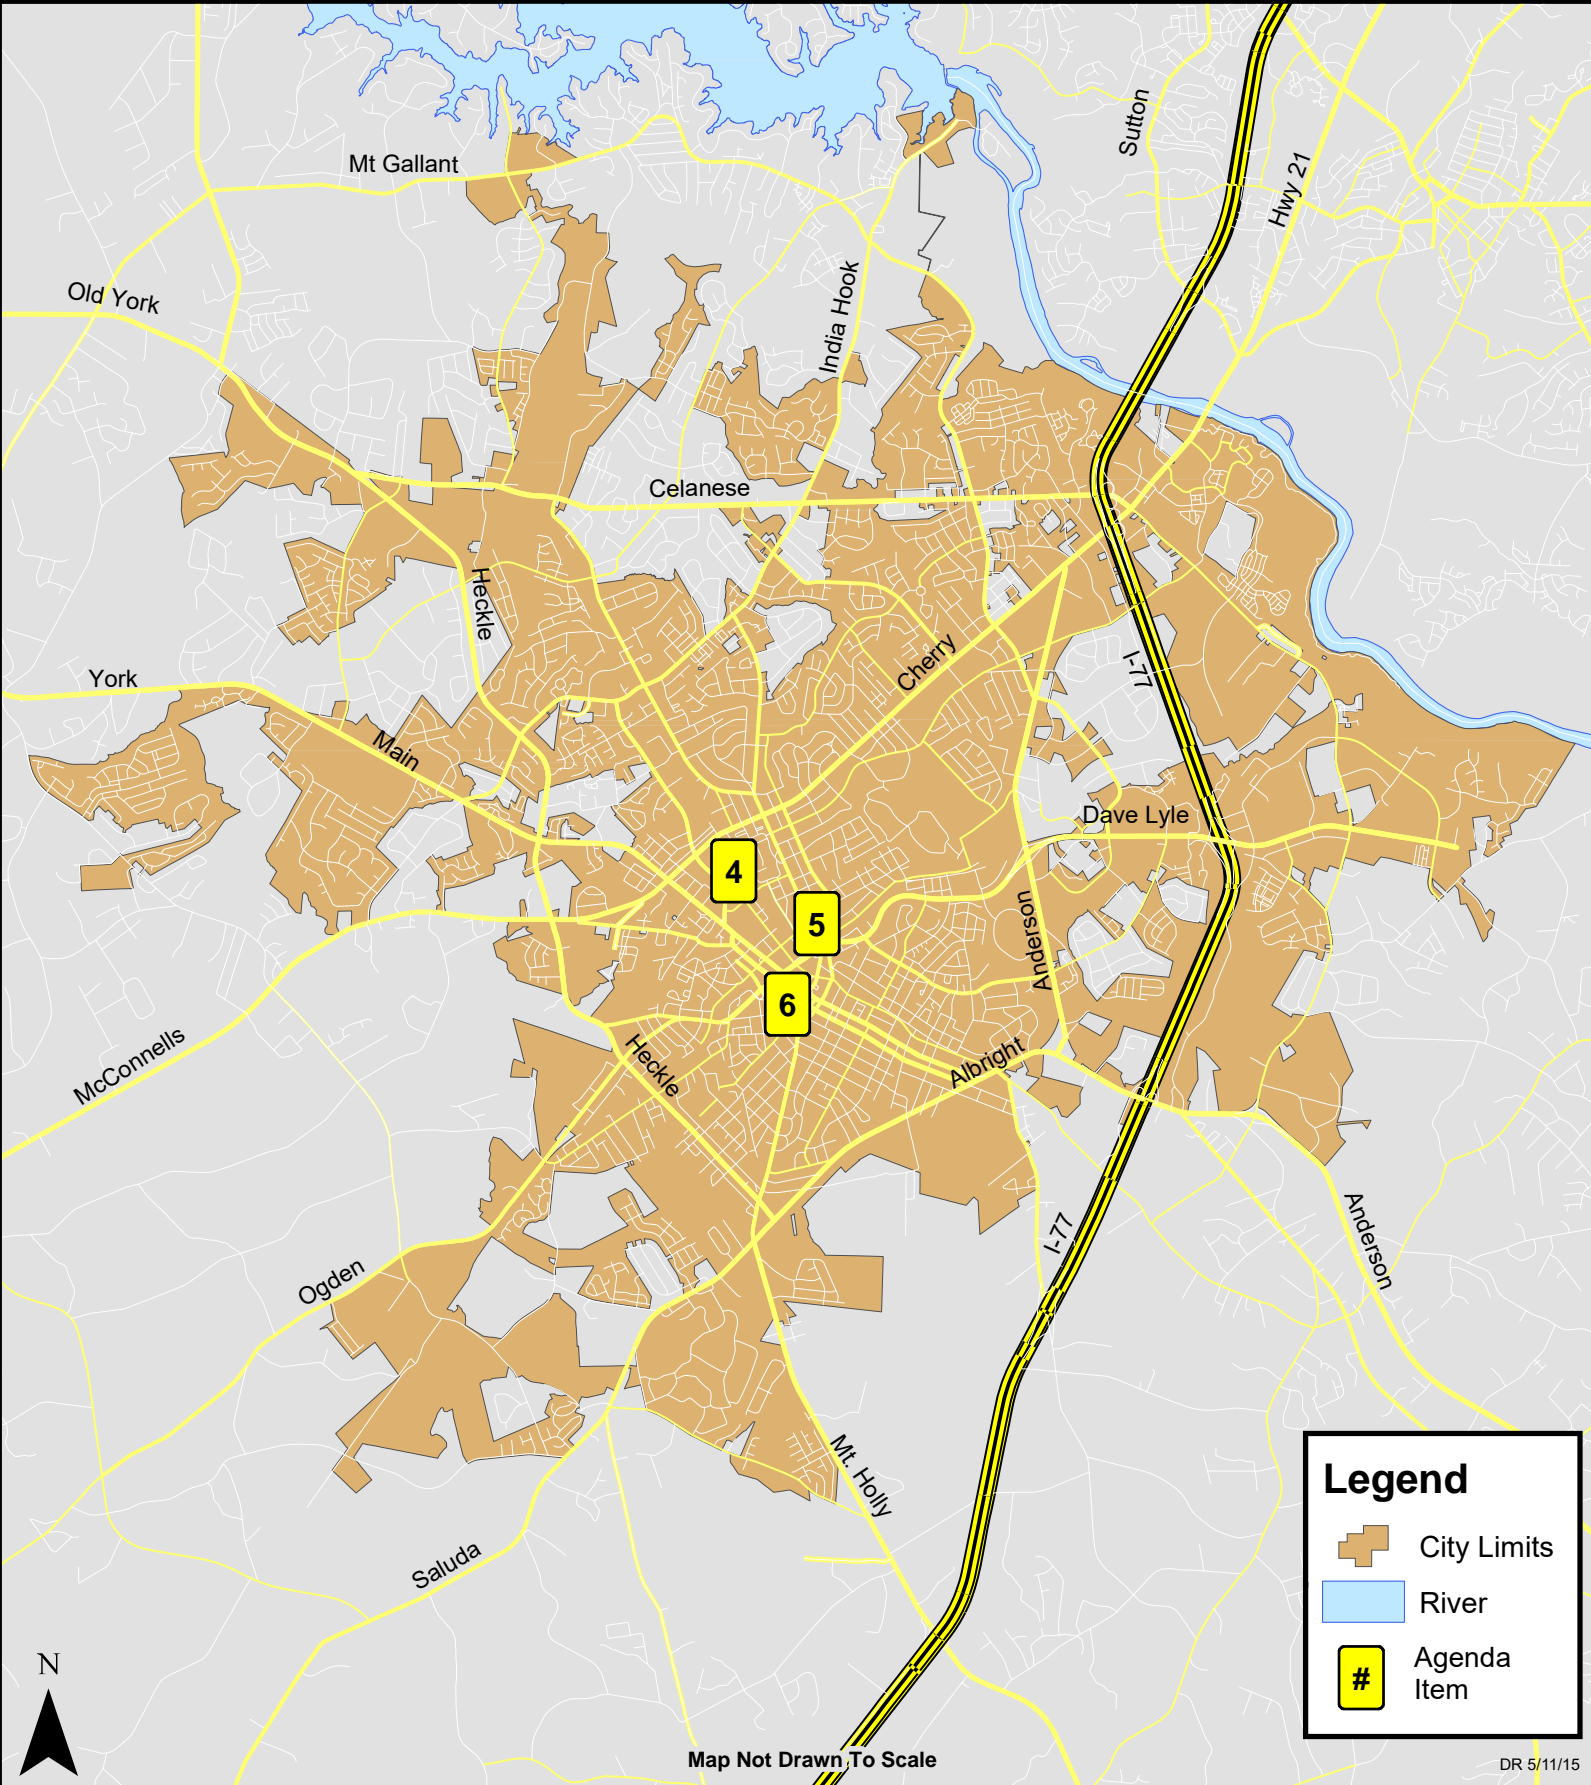 Sutton
Mt Gallant
Hwy 21
Old York
India Hook
Celanese
Heckle
Cherry
I-77
York
Main
Dave Lyle
4
5
Anderson
6
Heckle
Albright
McConnells
I-77
Anderson
Ogden
Mt. Holly
Saluda
Legend
City Limits
River
#
Agenda
Item
N
Map Not Drawn To Scale
DR 5/11/15